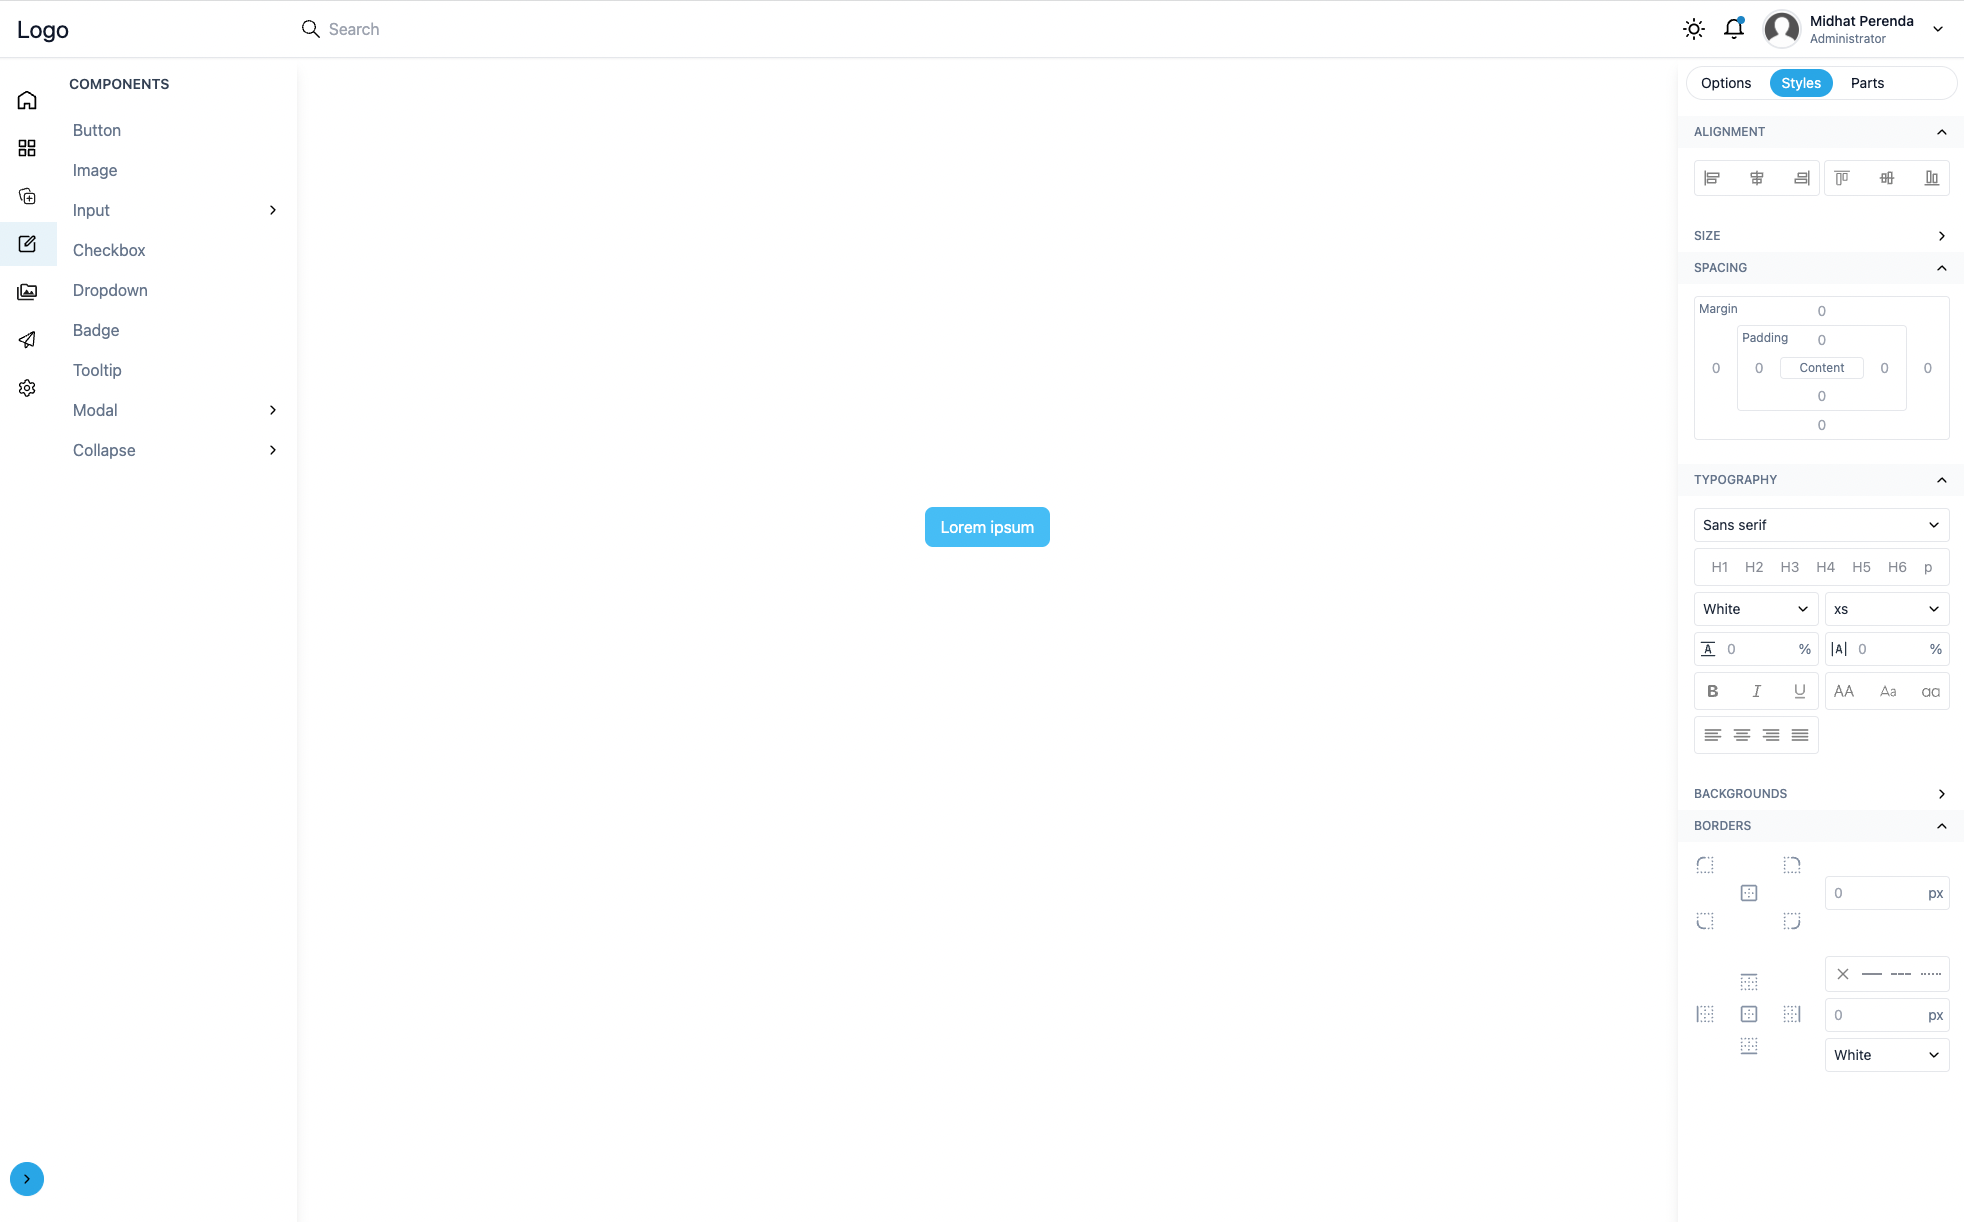 Logo
Search
Midhat Perenda
Administrator
COMPONENTS
Button
Image
Input
Checkbox
Dropdown
Badge
Tooltip
Modal
Collapse
Lorem ipsum
Options Styles Parts
ALIGNMENT
SIZE
SPACING
Margin
0
Padding
0
0 0 Content 0 0
0
0
TYPOGRAPHY
Sans serif
H1 H2 H3 H4 H5 H6 p
White xs
A 0 % |A| 0 %
B I U AA Aa aa
BACKGROUNDS
BORDERS
0 px
0 px
White